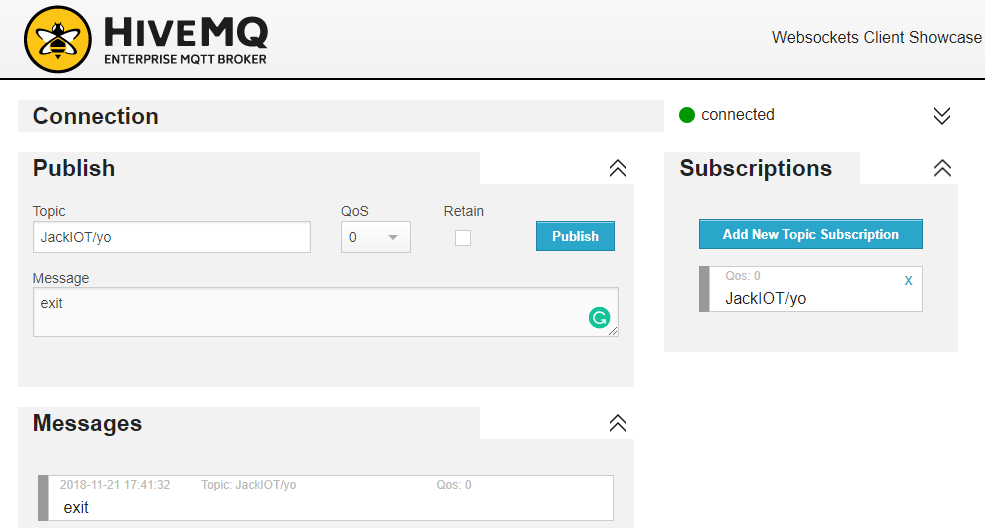 HIVEMQ
ENTERPRISE MQTT BROKER
Websockets Client Showcase
Connection
connected
Publish
Topic QoS Retain
JackIOT/yo 0 Publish
Message
exit
Subscriptions
Add New Topic Subscription
Qos: 0 x
JackIOT/yo
Messages
2018-11-21 17:41:32 Topic: JackIOT/yo Qos: 0
exit